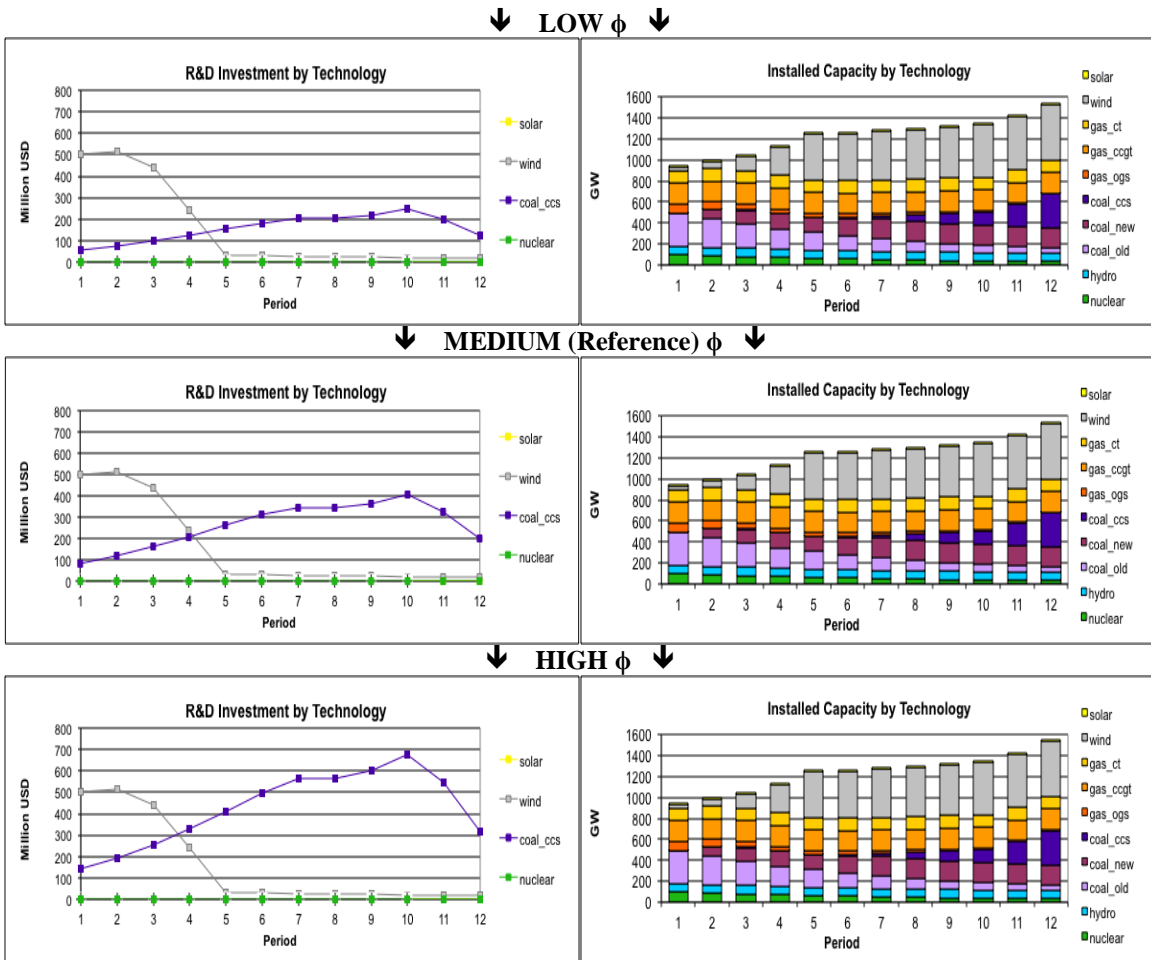 🡻 LOW ϕ 🡻
R&D Investment by Technology
Million USD
800
700
600
500
400
300
200
100
0
1 2 3 4 5 6 7 8 9 10 11 12
Period
solar
wind
coal_ccs
nuclear
Installed Capacity by Technology
GW
1600
1400
1200
1000
800
600
400
200
0
1 2 3 4 5 6 7 8 9 10 11 12
Period
solar
wind
gas_ct
gas_ccgt
gas_ogs
coal_ccs
coal_new
coal_old
hydro
nuclear
🡻 MEDIUM (Reference) ϕ 🡻
R&D Investment by Technology
Million USD
800
700
600
500
400
300
200
100
0
1 2 3 4 5 6 7 8 9 10 11 12
Period
solar
wind
coal_ccs
nuclear
Installed Capacity by Technology
GW
1600
1400
1200
1000
800
600
400
200
0
1 2 3 4 5 6 7 8 9 10 11 12
Period
solar
wind
gas_ct
gas_ccgt
gas_ogs
coal_ccs
coal_new
coal_old
hydro
nuclear
🡻 HIGH ϕ 🡻
R&D Investment by Technology
Million USD
800
700
600
500
400
300
200
100
0
1 2 3 4 5 6 7 8 9 10 11 12
Period
solar
wind
coal_ccs
nuclear
Installed Capacity by Technology
GW
1600
1400
1200
1000
800
600
400
200
0
1 2 3 4 5 6 7 8 9 10 11 12
Period
solar
wind
gas_ct
gas_ccgt
gas_ogs
coal_ccs
coal_new
coal_old
hydro
nuclear